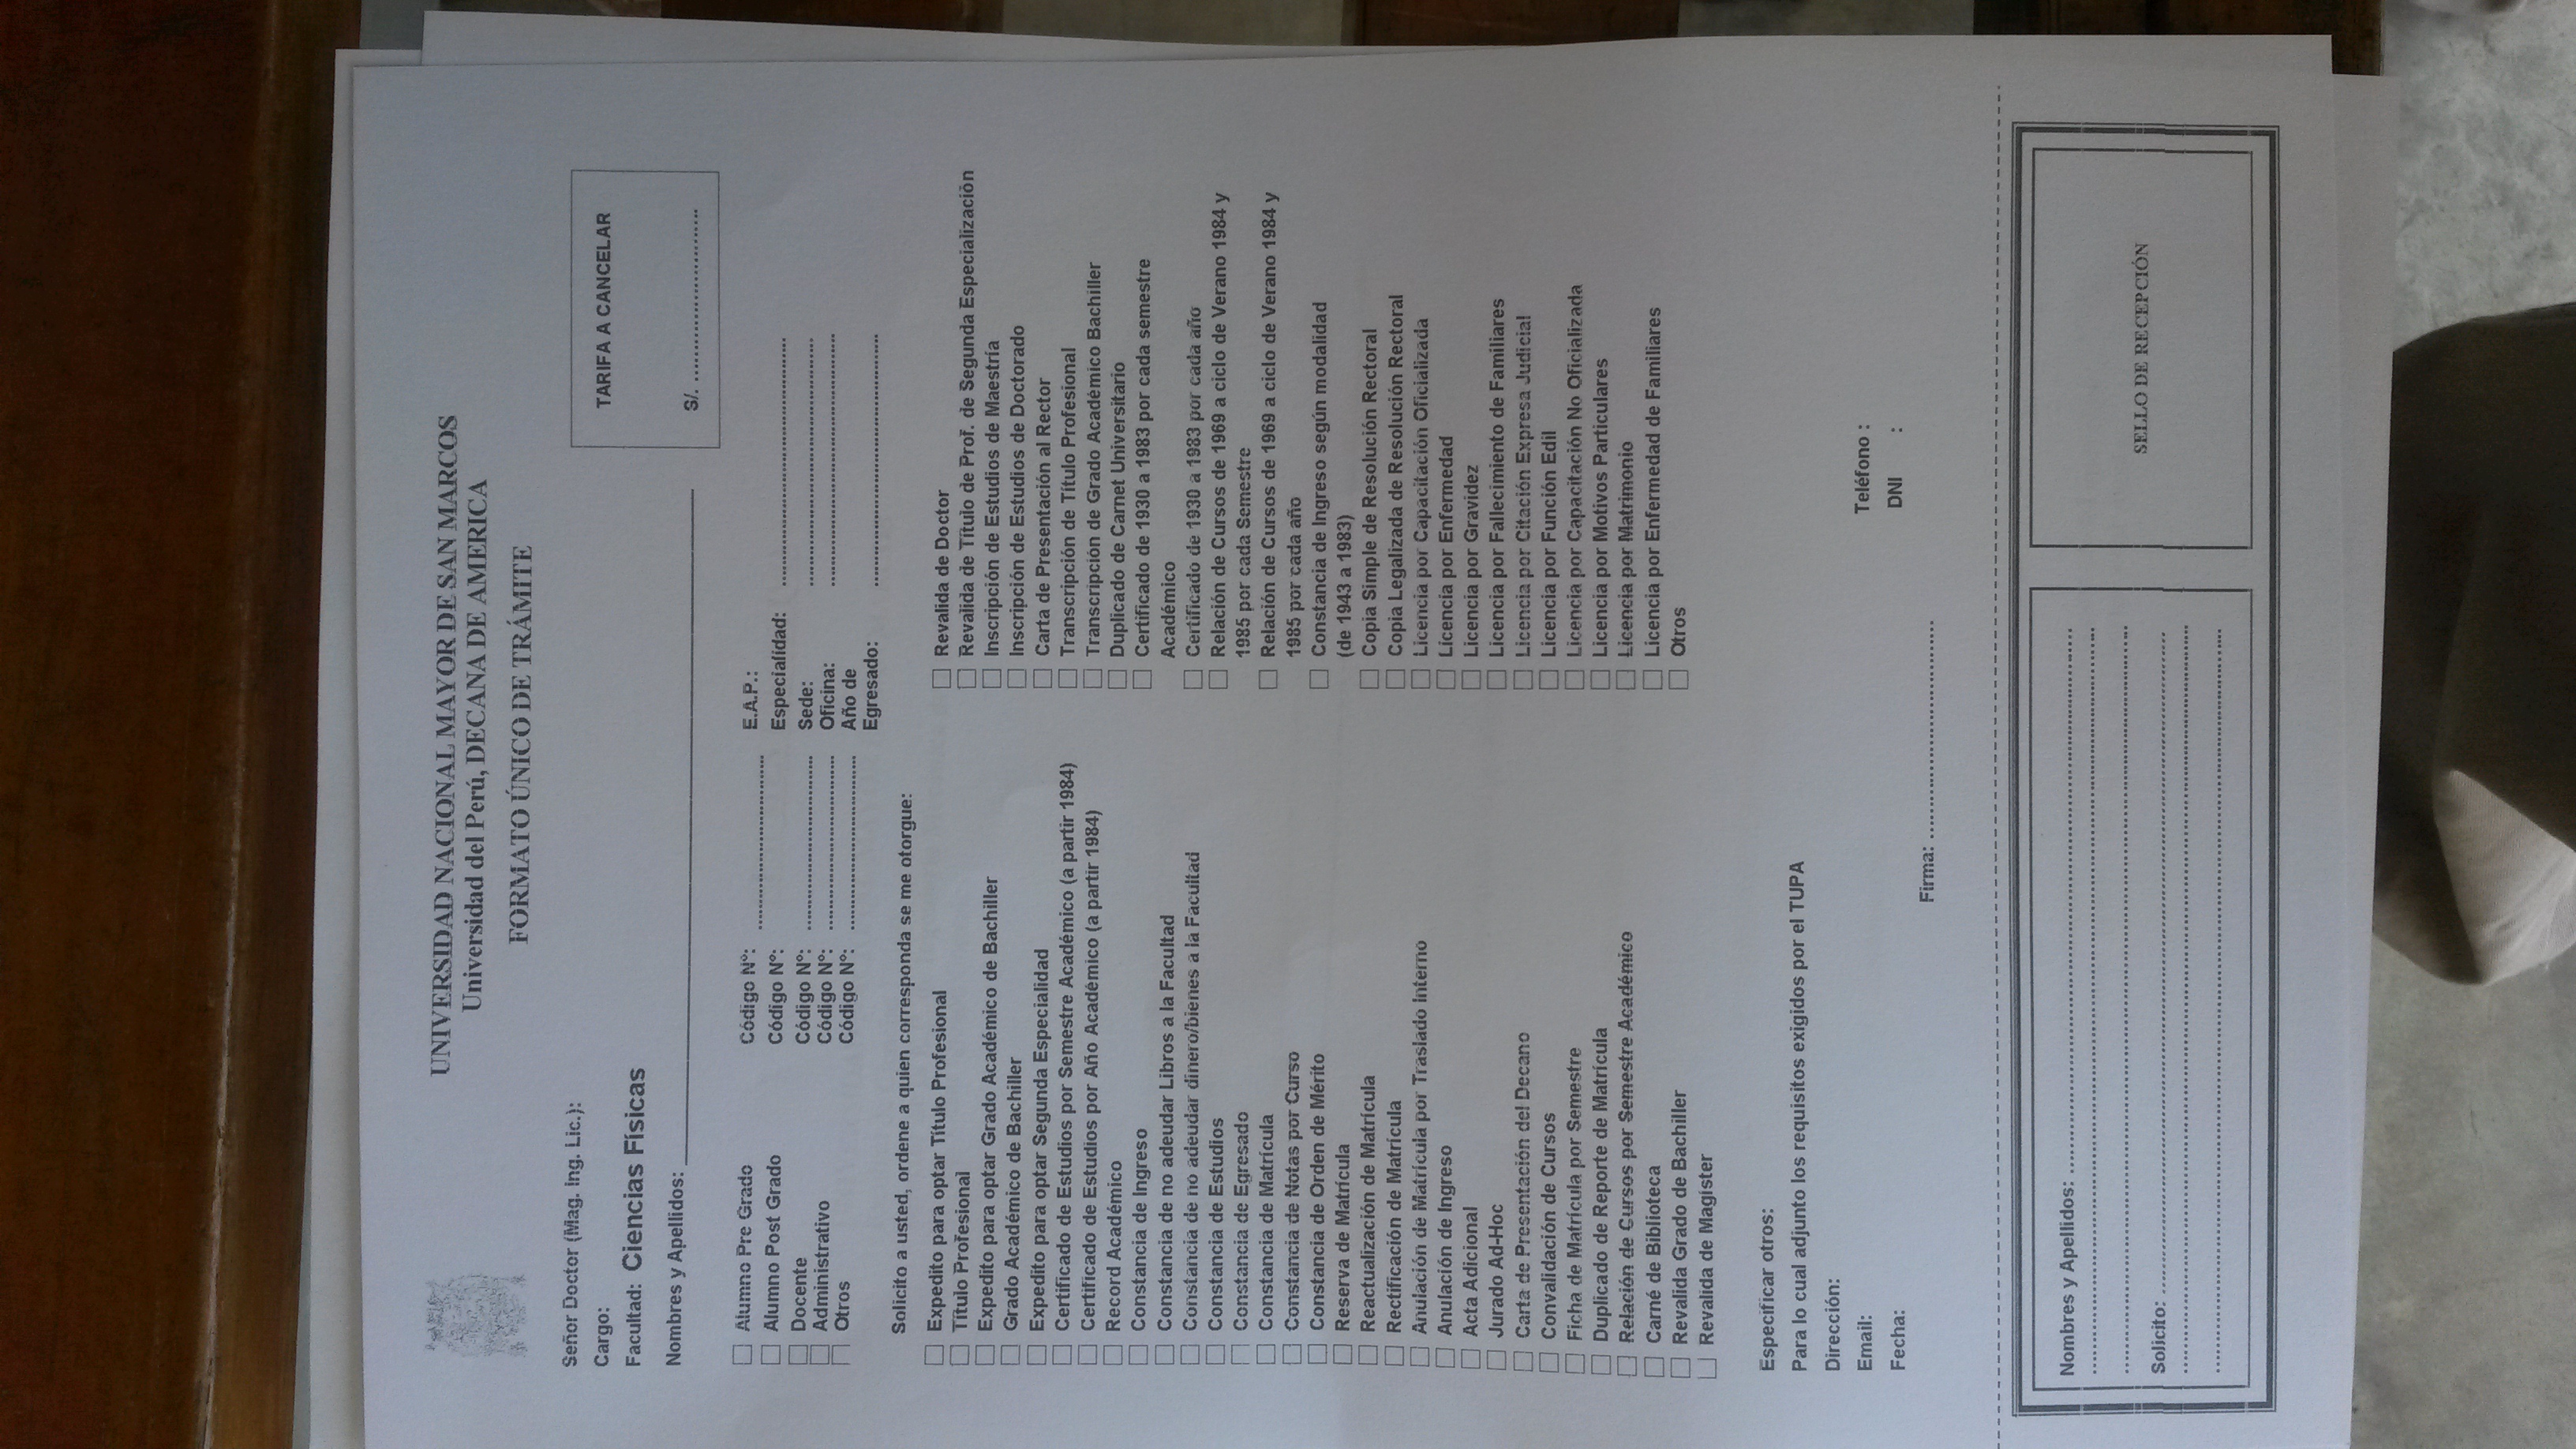 UNIVERSIDAD NACIONAL MAYOR DE SAN MARCOS
Universidad del Perú, DECANA DE AMERICA
FORMATO ÚNICO DE TRÁMITE
Señor Doctor (Mag. Ing. Lic.):
Cargo:
Facultad: Ciencias Físicas
Nombres y Apellidos:
TARIFA A CANCELAR
S/. ................................
Alumno Pre Grado Código Nº: ................................ E.A.P.:
Alumno Post Grado Código Nº: Especialidad: ................................
Docente Código Nº: ................................ Sede: ................................
Administrativo Código Nº: ................................ Oficina: ................................
Otros Código Nº: ................................ Año de
Egresado: ................................
Solicito a usted, ordene a quien corresponda se me otorgue:
Expedito para optar Título Profesional
Título Profesional
Expedito para optar Grado Académico de Bachiller
Grado Académico de Bachiller
Expedito para optar Segunda Especialidad
Certificado de Estudios por Semestre Académico (a partir 1984)
Certificado de Estudios por Año Académico (a partir 1984)
Record Académico
Constancia de Ingreso
Constancia de no adeudar Libros a la Facultad
Constancia de no adeudar dinero/bienes a la Facultad
Constancia de Estudios
Constancia de Egresado
Constancia de Matrícula
Constancia de Notas por Curso
Constancia de Orden de Mérito
Reserva de Matrícula
Reactualización de Matrícula
Rectificación de Matrícula
Anulación de Matrícula por Traslado Interno
Anulación de Ingreso
Acta Adicional
Jurado Ad-Hoc
Carta de Presentación del Decano
Convalidación de Cursos
Ficha de Matrícula por Semestre
Duplicado de Reporte de Matrícula
Relación de Cursos por Semestre Académico
Carné de Biblioteca
Revalida Grado de Bachiller
Revalida de Magíster
Revalida de Doctor
Revalida de Título de Prof. de Segunda Especialización
Inscripción de Estudios de Maestría
Inscripción de Estudios de Doctorado
Carta de Presentación al Rector
Transcripción de Título Profesional
Transcripción de Grado Académico Bachiller
Duplicado de Carnet Universitario
Certificado de 1930 a 1983 por cada semestre
Académico
Certificado de 1930 a 1983 por cada año
Relación de Cursos de 1969 a ciclo de Verano 1984 y
1985 por cada Semestre
Relación de Cursos de 1969 a ciclo de Verano 1984 y
1985 por cada año
Constancia de Ingreso según modalidad
(de 1943 a 1983)
Copia Simple de Resolución Rectoral
Copia Legalizada de Resolución Rectoral
Licencia por Capacitación Oficializada
Licencia por Enfermedad
Licencia por Gravidez
Licencia por Fallecimiento de Familiares
Licencia por Citación Expresa Judicial
Licencia por Función Edil
Licencia por Capacitación No Oficializada
Licencia por Motivos Particulares
Licencia por Matrimonio
Licencia por Enfermedad de Familiares
Otros
Especificar otros:
Para lo cual adjunto los requisitos exigidos por el TUPA
Dirección:
Email: Teléfono :
Fecha: DNI :
Firma: ................................
Nombres y Apellidos: ................................
Solicito: ................................
SELLO DE RECEPCIÓN